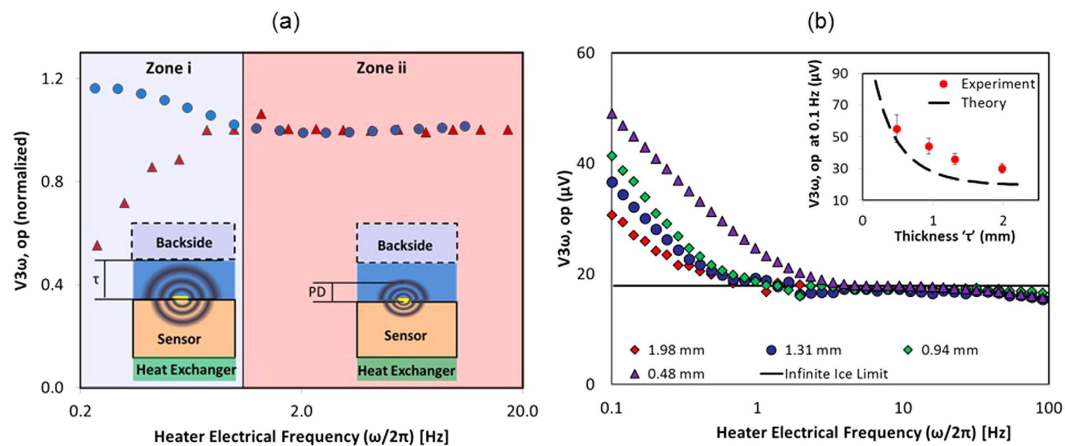 (a)
Zone i
Zone ii
V3ω, op (normalized)
1.2
0.8
0.4
0.0
Backside
τ
Sensor
Heat Exchanger
Backside
PD
Sensor
Heat Exchanger
0.2
2.0
20.0
Heater Electrical Frequency (ω/2π) [Hz]
(b)
V3ω, op (µV)
60
40
20
0
V3ω, op at 0.1 Hz (µV)
90
70
50
30
10
Experiment
Theory
0
1
2
Thickness ‘τ’ (mm)
1.98 mm
1.31 mm
0.94 mm
0.48 mm
Infinite Ice Limit
0.1
1
10
100
Heater Electrical Frequency (ω/2π) [Hz]